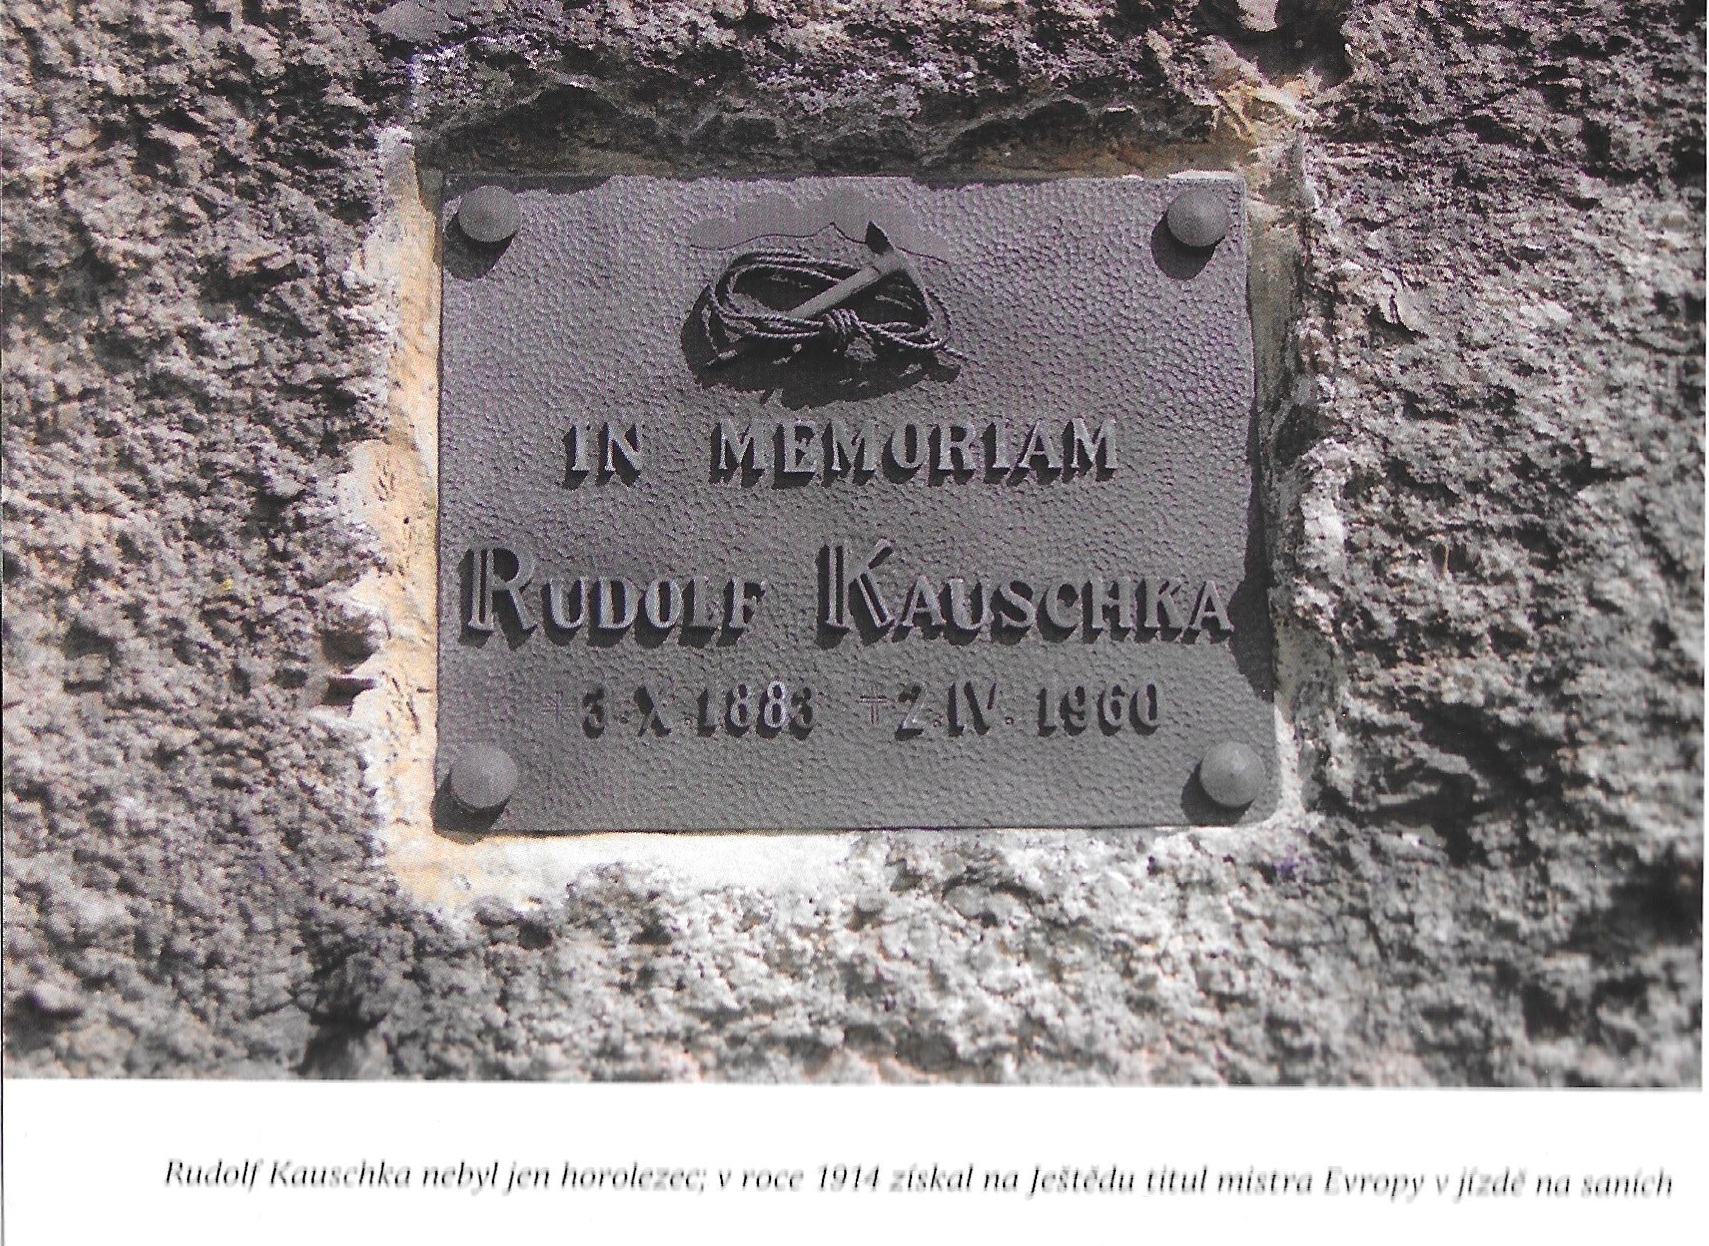 IN MEMORIAM
RUDOLF KAUSCHKA
+3.X.1883 †2.IV.1960
Rudolf Kauschka nebyl jen horolezec; v roce 1914 získal na Ještědu titul mistra Evropy v jízdě na saních